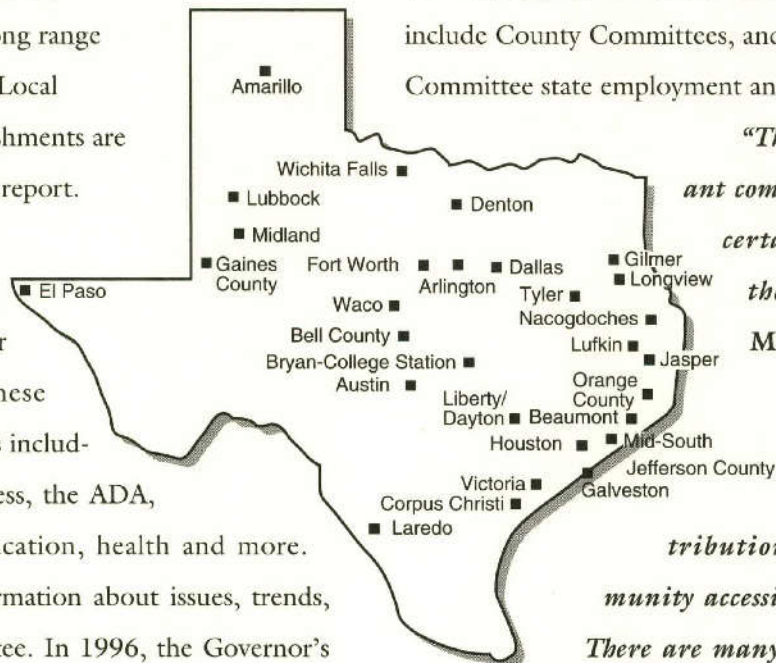 ong range
Local
shments are
report.
r
hese
s includ-
ess, the ADA,
ication, health and more.
rmation about issues, trends,
tee. In 1996, the Governor's
Amarillo
Wichita Falls
Lubbock
Denton
Midland
Gaines
County
Fort Worth
Arlington
Dallas
Gilmer
Longview
El Paso
Tyler
Waco
Nacogdoches
Bell County
Lufkin
Bryan-College Station
Jasper
Austin
Orange
County
Liberty/
Dayton
Beaumont
Houston
Mid-South
Jefferson County
Victoria
Galveston
Corpus Christi
Laredo
include County Committees, and
Committee state employment an
“Th
ant com
certa
the
M
tribution
munity accessi
There are many